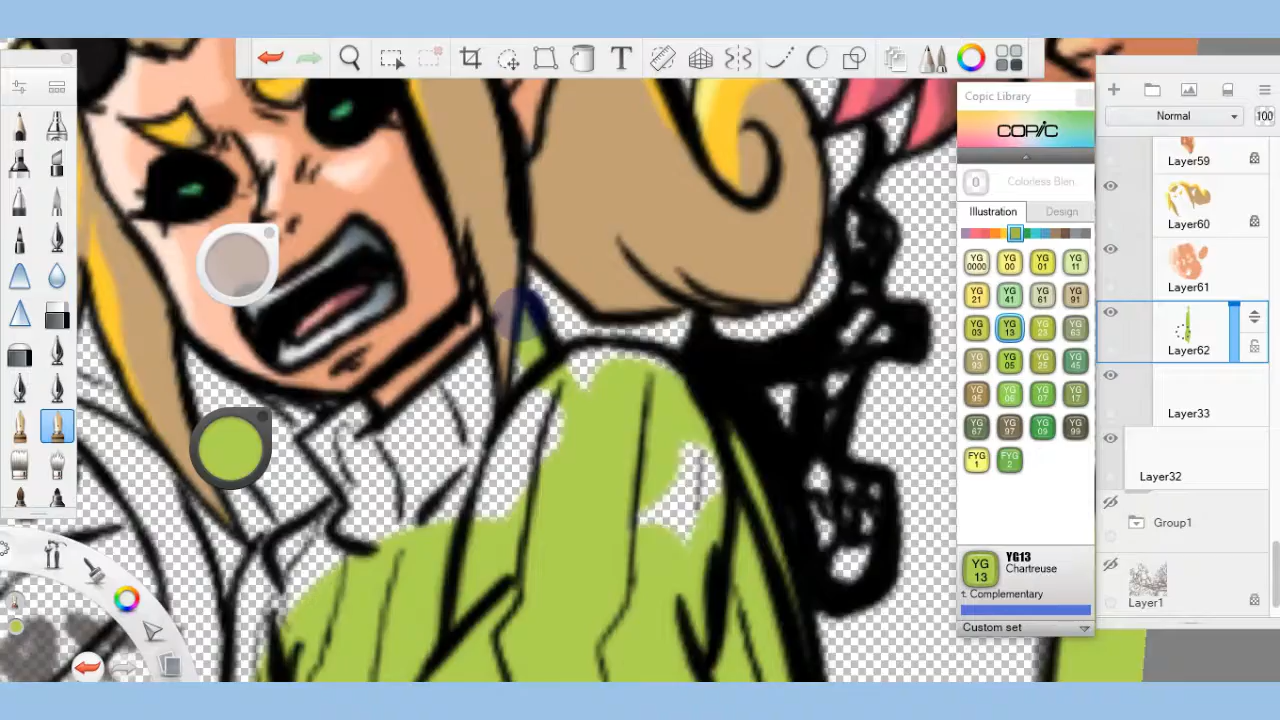 T
Copic Library
COPIC
0 Colorless Blen
Illustration Design
YG 0000 YG 00 YG 01 YG 11
YG 21 YG 41 YG 61 YG 91
YG 03 YG 13 YG 23 YG 63
YG 93 YG 05 YG 25 YG 45
YG 95 YG 06 YG 07 YG 17
YG 67 YG 97 YG 09 YG 99
FYG 1 FYG 2
YG 13
YG13
Chartreuse
1. Complementary
Custom set
Normal 100
Layer59
Layer60
Layer61
Layer62
Layer33
Layer32
Group1
Layer1